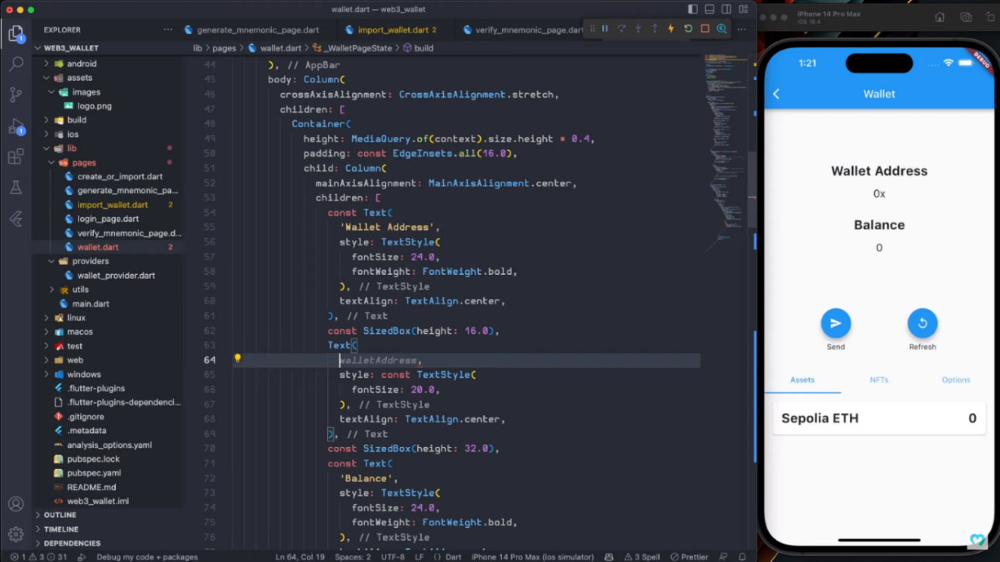 wallet.dart — web3_wallet
EXPLORER
generate_mnemonic_page.dart
import_wallet.dart 2
verify_mnemonic_page.dart
WEB3_WALLET
lib > pages > wallet.dart > _WalletPageState > build
android
assets
images
logo.png
build
ios
lib
pages
create_or_import.dart
generate_mnemonic_pa...
import_wallet.dart 2
login_page.dart
verify_mnemonic_page.d...
wallet.dart 2
providers
wallet_provider.dart
utils
main.dart
linux
macos
test
web
windows
.flutter-plugins
.flutter-plugins-dependenci...
.gitignore
.metadata
analysis_options.yaml
pubspec.lock
pubspec.yaml
README.md
web3_wallet.iml
OUTLINE
TIMELINE
DEPENDENCIES
44 ), // AppBar
45 body: Column(
46 crossAxisAlignment: CrossAxisAlignment.stretch,
47 children: [
48 Container(
49 height: MediaQuery.of(context).size.height * 0.4,
50 padding: const EdgeInsets.all(16.0),
51 child: Column(
52 mainAxisAlignment: MainAxisAlignment.center,
53 children: [
54 const Text(
55 'Wallet Address',
56 style: TextStyle(
57 fontSize: 24.0,
58 fontWeight: FontWeight.bold,
59 ), // TextStyle
60 textAlign: TextAlign.center,
61 ), // Text
62 const SizedBox(height: 16.0),
63 Text(
64 walletAddress,
65 style: const TextStyle(
66 fontSize: 20.0,
67 ), // TextStyle
68 textAlign: TextAlign.center,
69 ), // Text
70 const SizedBox(height: 32.0),
71 const Text(
72 'Balance',
73 style: TextStyle(
74 fontSize: 24.0,
75 fontWeight: FontWeight.bold,
76 ), // TextStyle
1 3 31 Debug my code + packages Ln 64, Col 19 Spaces: 2 UTF-8 LF {} Dart iPhone 14 Pro Max (ios simulator) 3 Spell Prettier
iPhone 14 Pro Max
iOS 16.4
1:21
DEBUG
Wallet
Wallet Address
0x
Balance
0
Send Refresh
Assets NFTs Options
Sepolia ETH 0